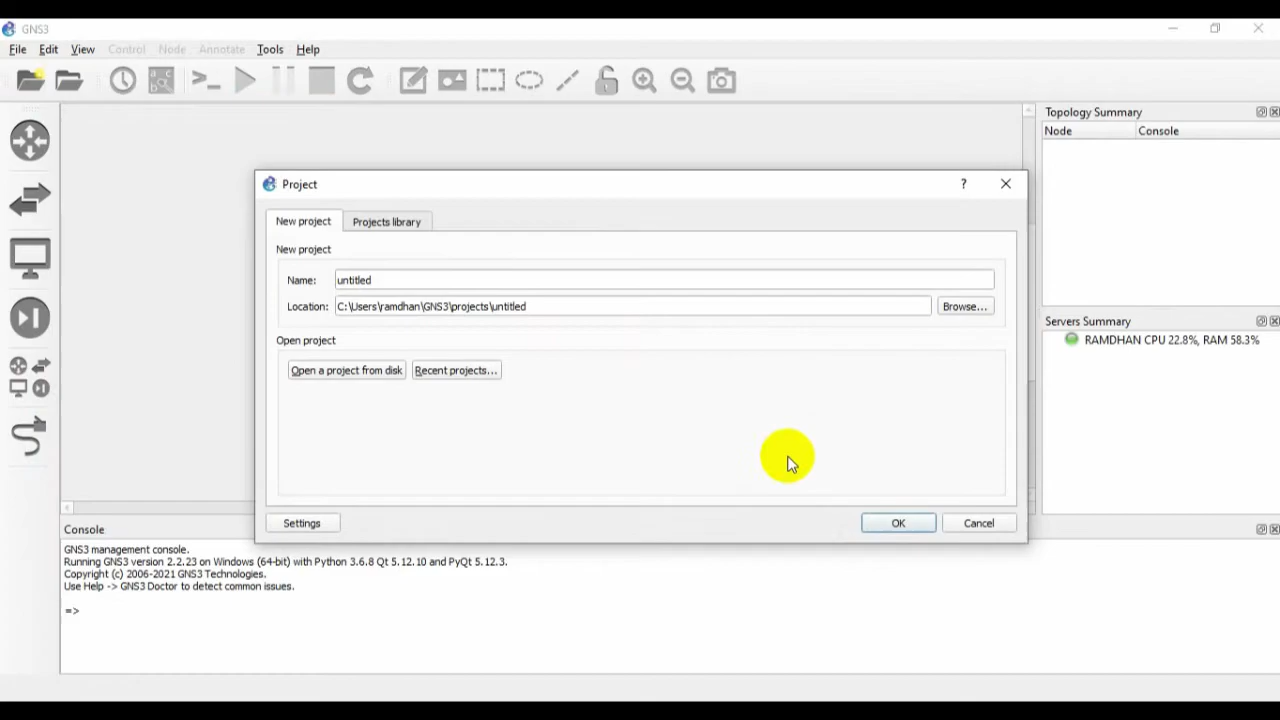 GNS3
File Edit View Control Node Annotate Tools Help
Topology Summary
Node Console
Project
New project Projects library
New project
Name: untitled
Location: C:\Users\ramdhan\GNS3\projects\untitled Browse...
Open project
Open a project from disk Recent projects...
Settings OK Cancel
Servers Summary
RAMDHAN CPU 22.8%, RAM 58.3%
Console
GNS3 management console.
Running GNS3 version 2.2.23 on Windows (64-bit) with Python 3.6.8 Qt 5.12.10 and PyQt 5.12.3.
Copyright (c) 2006-2021 GNS3 Technologies.
Use Help -> GNS3 Doctor to detect common issues.
=>